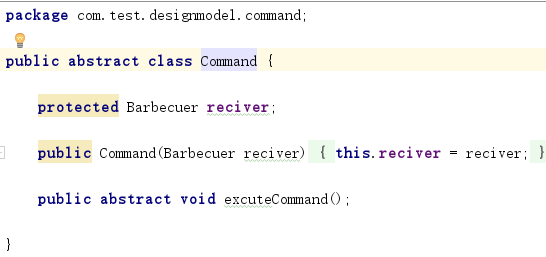 package com.test.designmodel.command;
public abstract class Command {
protected Barbecuer reciver;
public Command(Barbecuer reciver) { this.reciver = reciver; }
public abstract void excuteCommand();
}